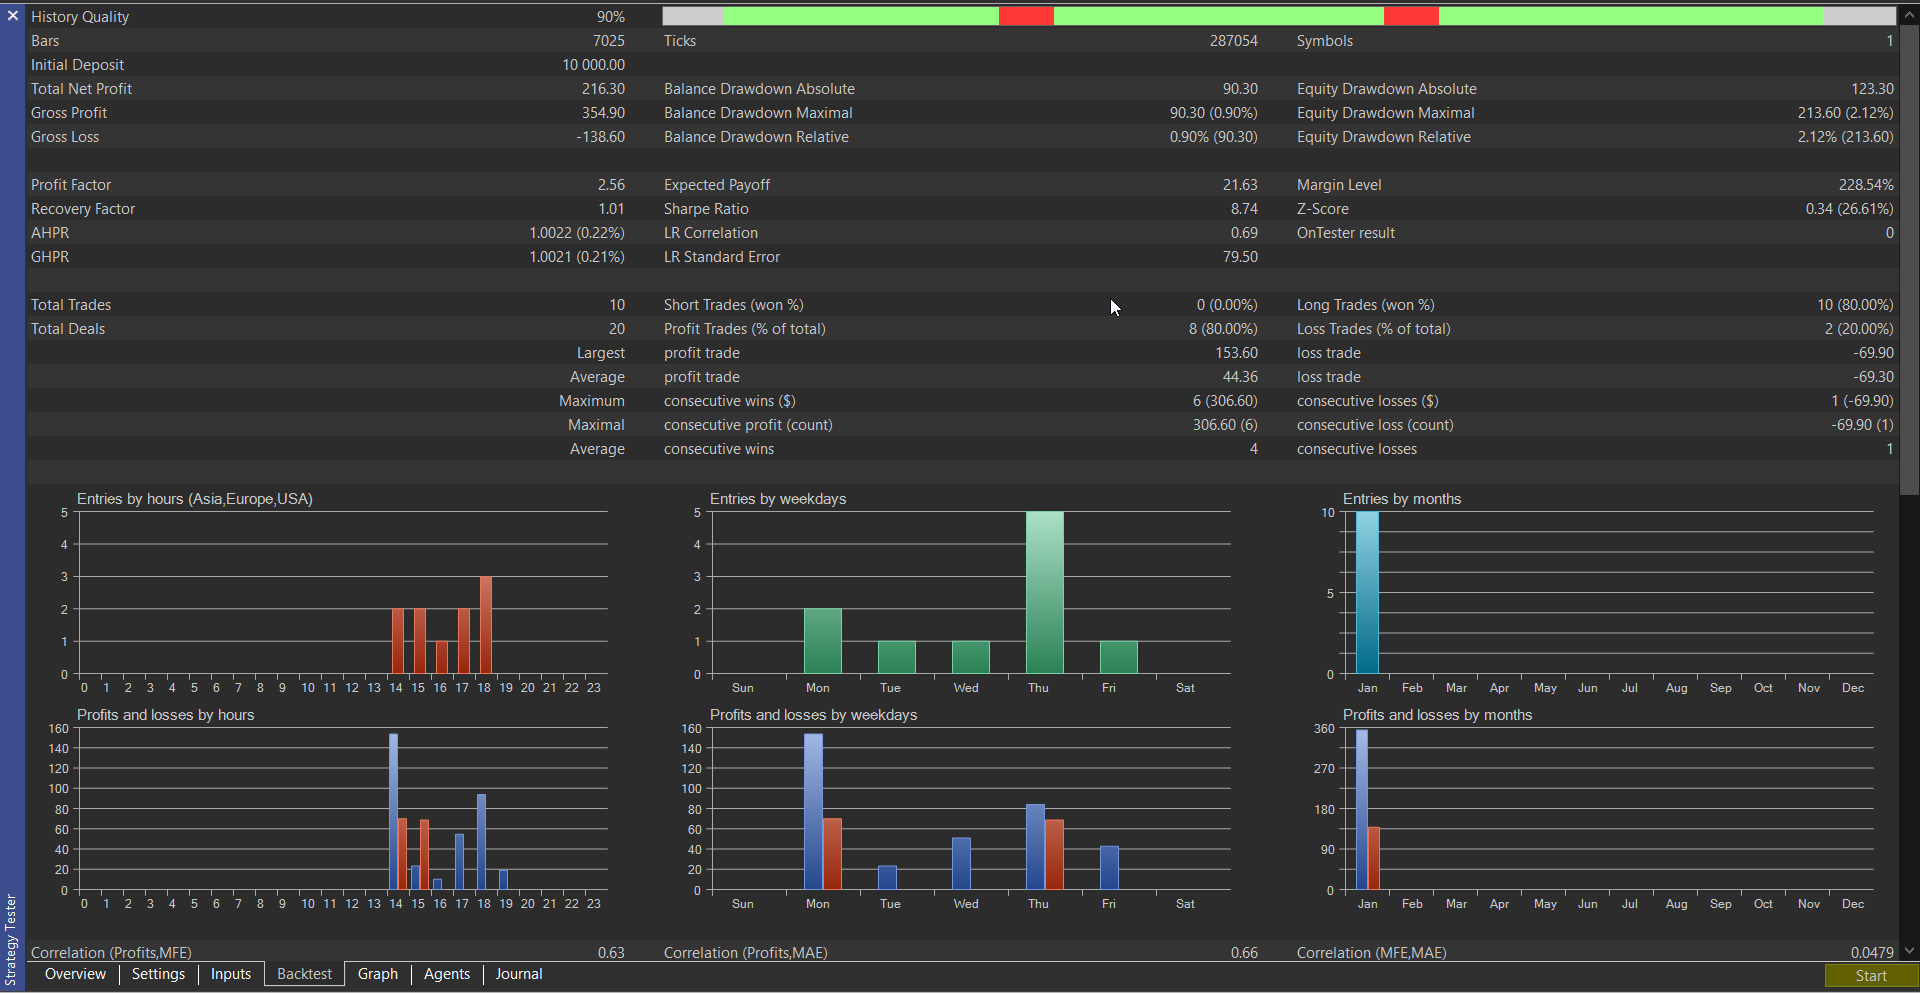 History Quality 90%
Bars 7025 Ticks 287054 Symbols 1
Initial Deposit 10 000.00
Total Net Profit 216.30 Balance Drawdown Absolute 90.30 Equity Drawdown Absolute 123.30
Gross Profit 354.90 Balance Drawdown Maximal 90.30 (0.90%) Equity Drawdown Maximal 213.60 (2.12%)
Gross Loss -138.60 Balance Drawdown Relative 0.90% (90.30) Equity Drawdown Relative 2.12% (213.60)
Profit Factor 2.56 Expected Payoff 21.63 Margin Level 228.54%
Recovery Factor 1.01 Sharpe Ratio 8.74 Z-Score 0.34 (26.61%)
AHPR 1.0022 (0.22%) LR Correlation 0.69 OnTester result 0
GHPR 1.0021 (0.21%) LR Standard Error 79.50
Total Trades 10 Short Trades (won %) 0 (0.00%) Long Trades (won %) 10 (80.00%)
Total Deals 20 Profit Trades (% of total) 8 (80.00%) Loss Trades (% of total) 2 (20.00%)
Largest profit trade 153.60 loss trade -69.90
Average profit trade 44.36 loss trade -69.30
Maximum consecutive wins ($) 6 (306.60) consecutive losses ($) 1 (-69.90)
Maximal consecutive profit (count) 306.60 (6) consecutive loss (count) -69.90 (1)
Average consecutive wins 4 consecutive losses 1
Entries by hours (Asia,Europe,USA)
5
4
3
2
1
0
0 1 2 3 4 5 6 7 8 9 10 11 12 13 14 15 16 17 18 19 20 21 22 23
Entries by weekdays
5
4
3
2
1
0
Sun Mon Tue Wed Thu Fri Sat
Entries by months
10
5
0
Jan Feb Mar Apr May Jun Jul Aug Sep Oct Nov Dec
Profits and losses by hours
160
140
120
100
80
60
40
20
0
0 1 2 3 4 5 6 7 8 9 10 11 12 13 14 15 16 17 18 19 20 21 22 23
Profits and losses by weekdays
160
140
120
100
80
60
40
20
0
Sun Mon Tue Wed Thu Fri Sat
Profits and losses by months
360
270
180
90
0
Jan Feb Mar Apr May Jun Jul Aug Sep Oct Nov Dec
Correlation (Profits,MFE) 0.63 Correlation (Profits,MAE) 0.66 Correlation (MFE,MAE) 0.0479
Overview Settings Inputs Backtest Graph Agents Journal Start
Strategy Tester